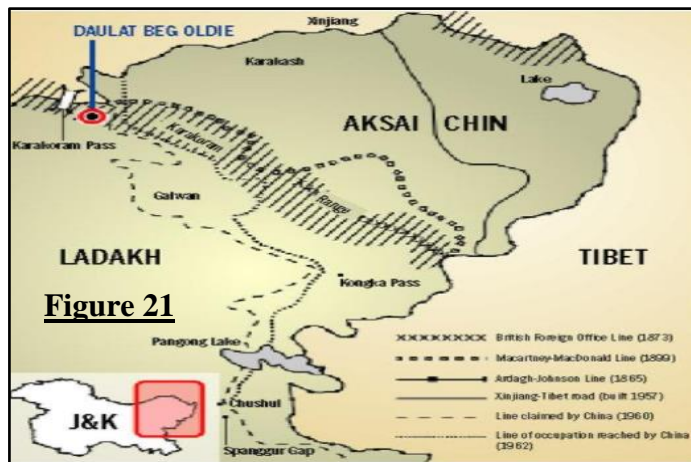 Xinjiang
DAULAT BEG OLDIE
Karakash
Lake
AKSAI CHIN
Karakoram Pass
Karakoram
Range
Galwan
LADAKH
TIBET
Kongka Pass
Figure 21
Pangong Lake
British Foreign Office Line (1873)
Macartney-MacDonald Line (1899)
Ardagh-Johnson Line (1865)
Xinjiang-Tibet road (built 1957)
Line claimed by China (1960)
Line of occupation reached by China
(1962)
J&K
Chushul
Spanggur Gap